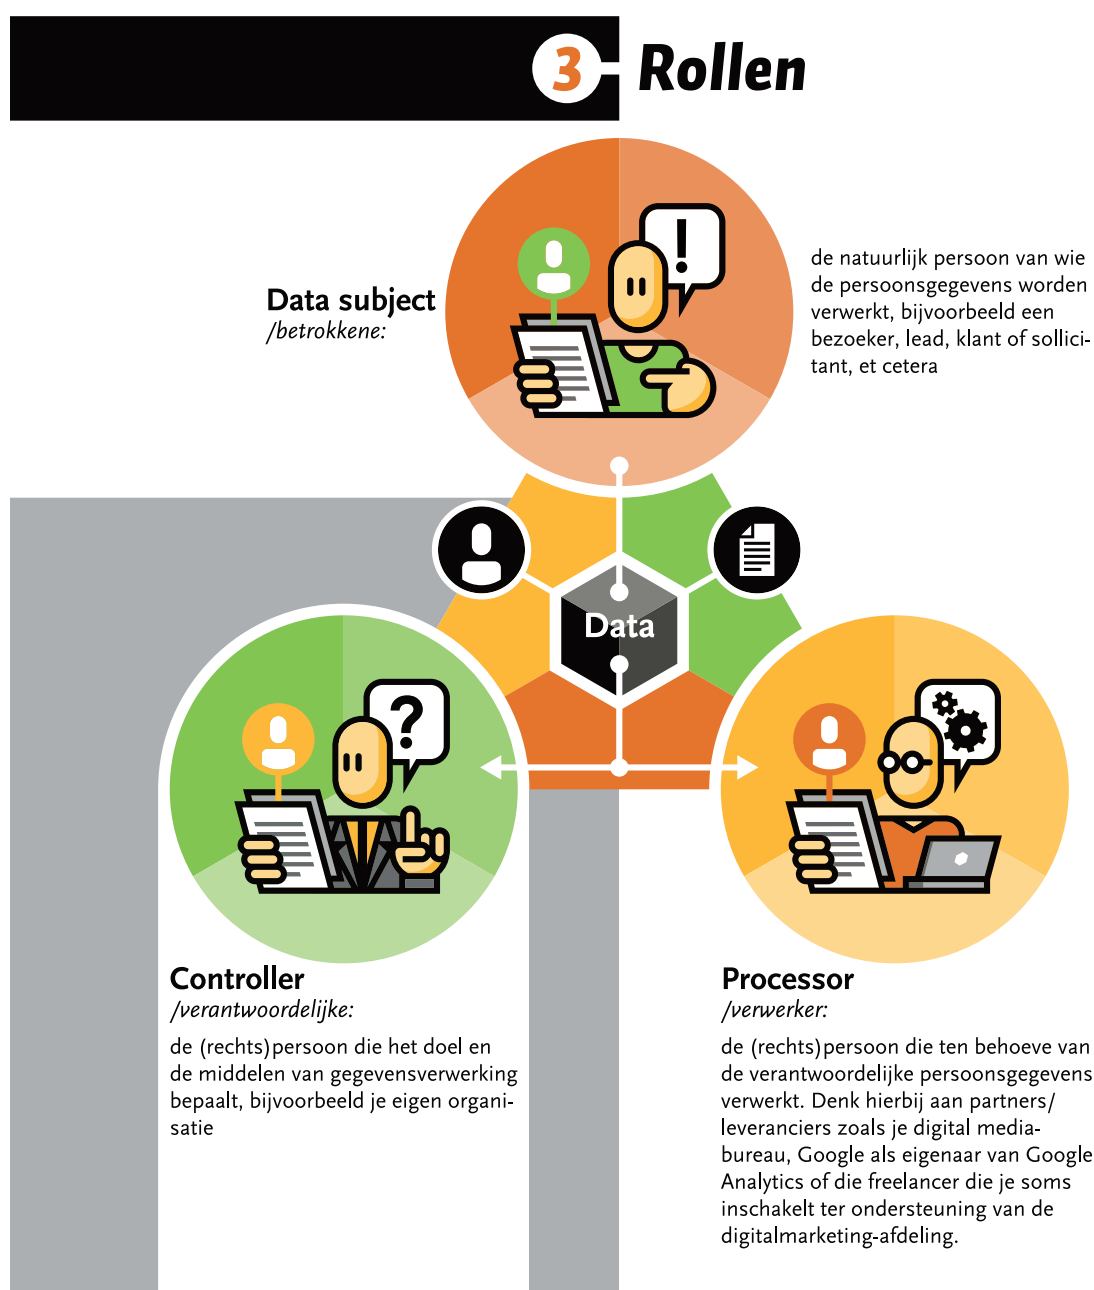 3 Rollen
Data subject
/betrokkene:
de natuurlijk persoon van wie
de persoonsgegevens worden
verwerkt, bijvoorbeeld een
bezoeker, lead, klant of sollici-
tant, et cetera
!
Data
?
Controller
/verantwoordelijke:
de (rechts)persoon die het doel en
de middelen van gegevensverwerking
bepaalt, bijvoorbeeld je eigen organi-
satie
Processor
/verwerker:
de (rechts)persoon die ten behoeve van
de verantwoordelijke persoonsgegevens
verwerkt. Denk hierbij aan partners/
leveranciers zoals je digital media-
bureau, Google als eigenaar van Google
Analytics of die freelancer die je soms
inschakelt ter ondersteuning van de
digitalmarketing-afdeling.